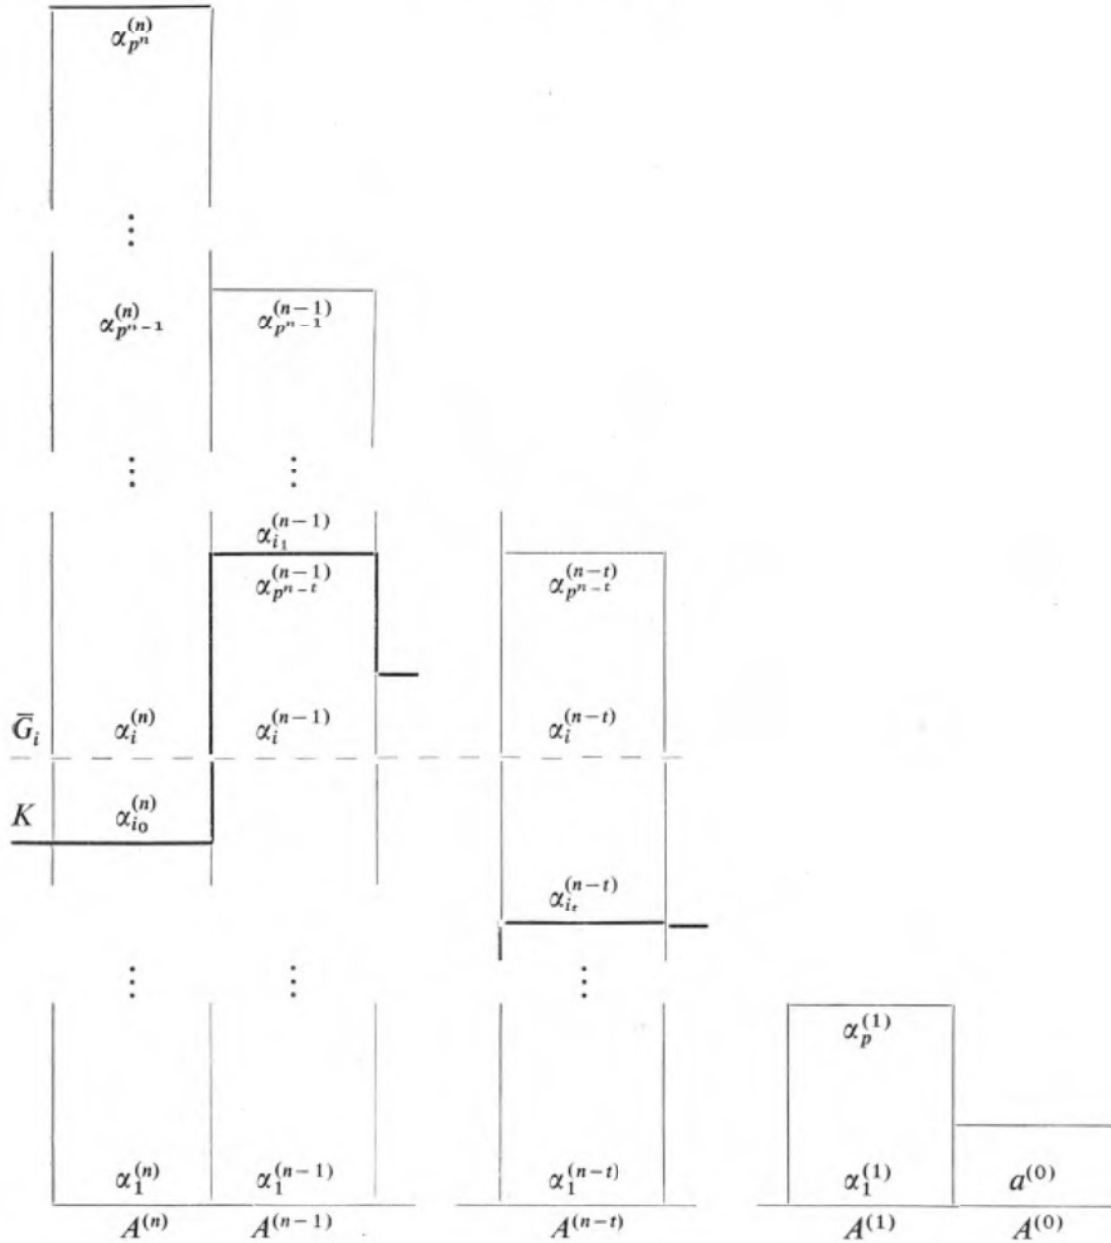 α_{pⁿ}^{(n)}
⋮
α_{p^{n-1}}^{(n)} α_{p^{n-1}}^{(n-1)}
⋮ ⋮
α_{i_1}^{(n-1)}
α_{p^{n-t}}^{(n-1)} α_{p^{n-t}}^{(n-t)}
Ḡ_i α_i^{(n)} α_i^{(n-1)} α_i^{(n-t)}
K α_{i_0}^{(n)}
α_{i_t}^{(n-t)}
⋮ ⋮ ⋮
α_p^{(1)}
α_1^{(n)} α_1^{(n-1)} α_1^{(n-t)} α_1^{(1)} a^{(0)}
A^{(n)} A^{(n-1)} A^{(n-t)} A^{(1)} A^{(0)}